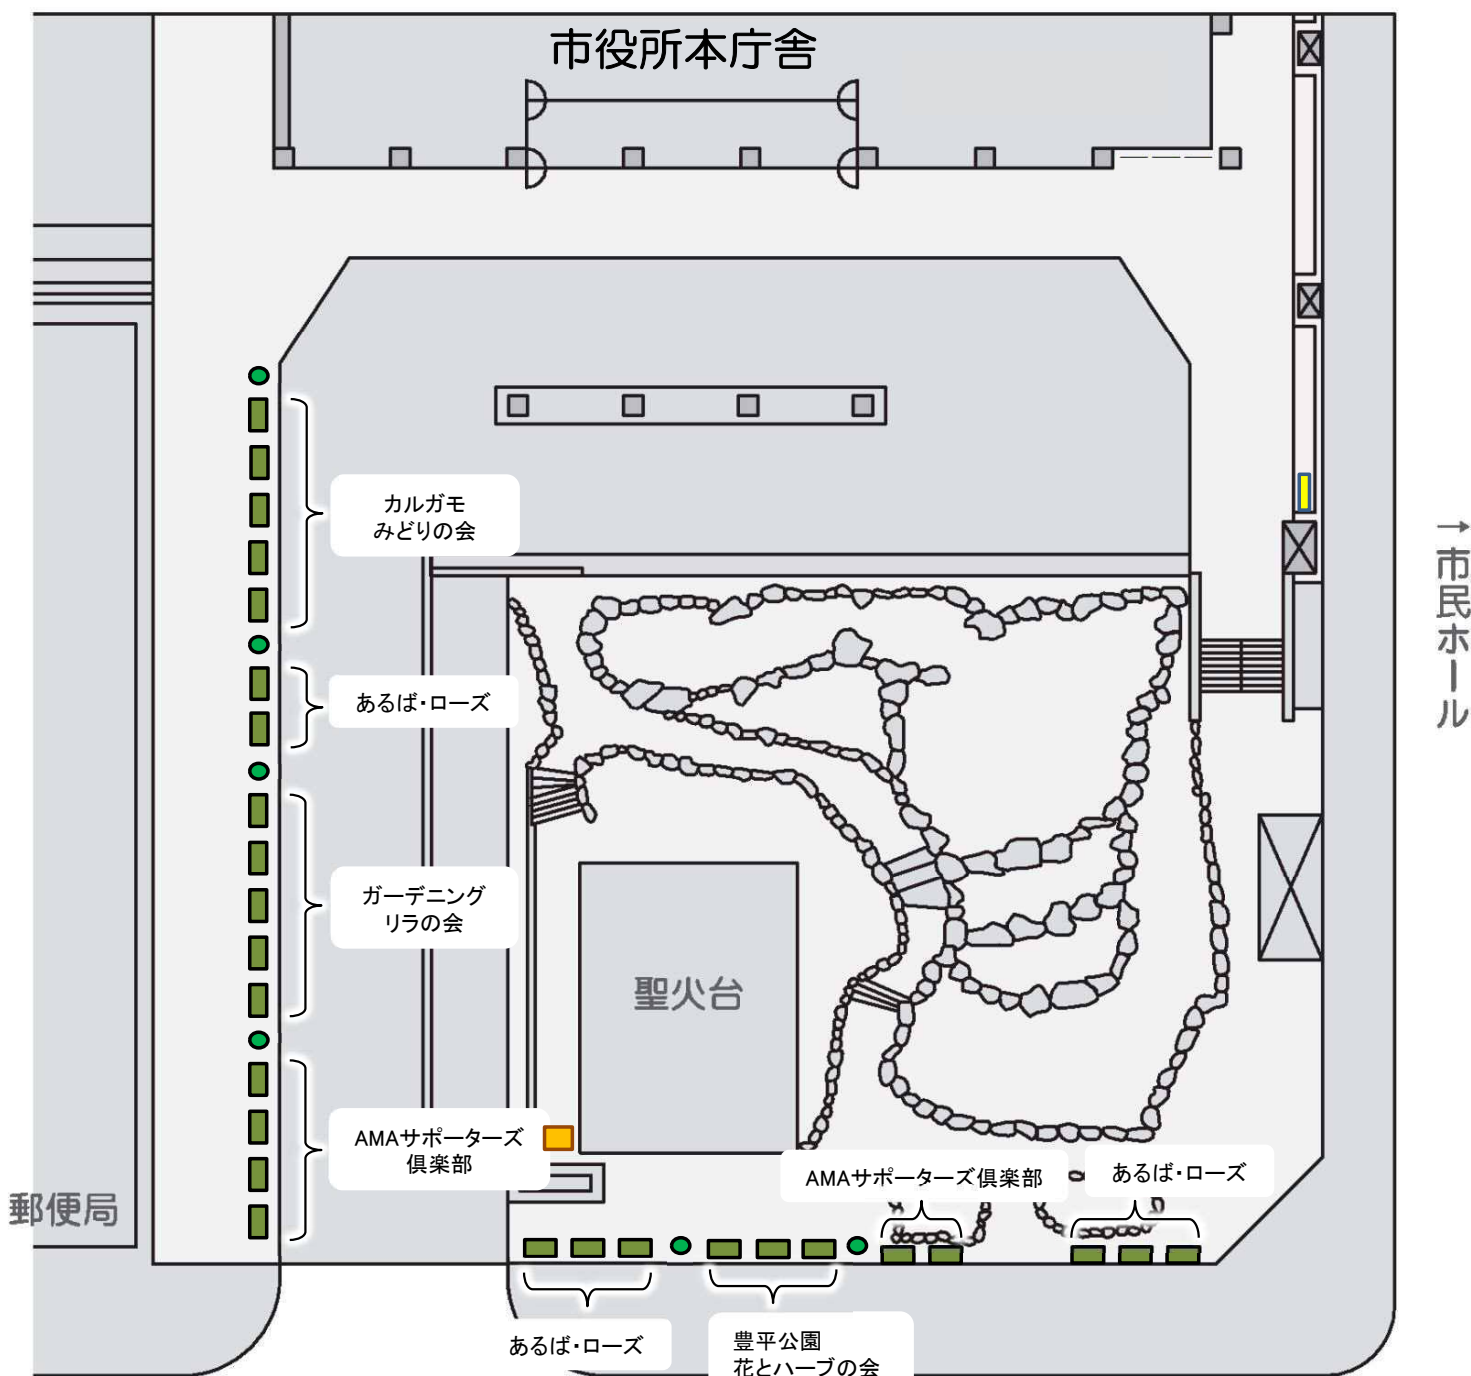 市役所本庁舎
カルガモ
みどりの会
→市民ホール
あるば・ローズ
ガーデニング
リラの会
聖火台
AMAサポーターズ
倶楽部
AMAサポーターズ倶楽部
あるば・ローズ
郵便局
あるば・ローズ
豊平公園
花とハーブの会